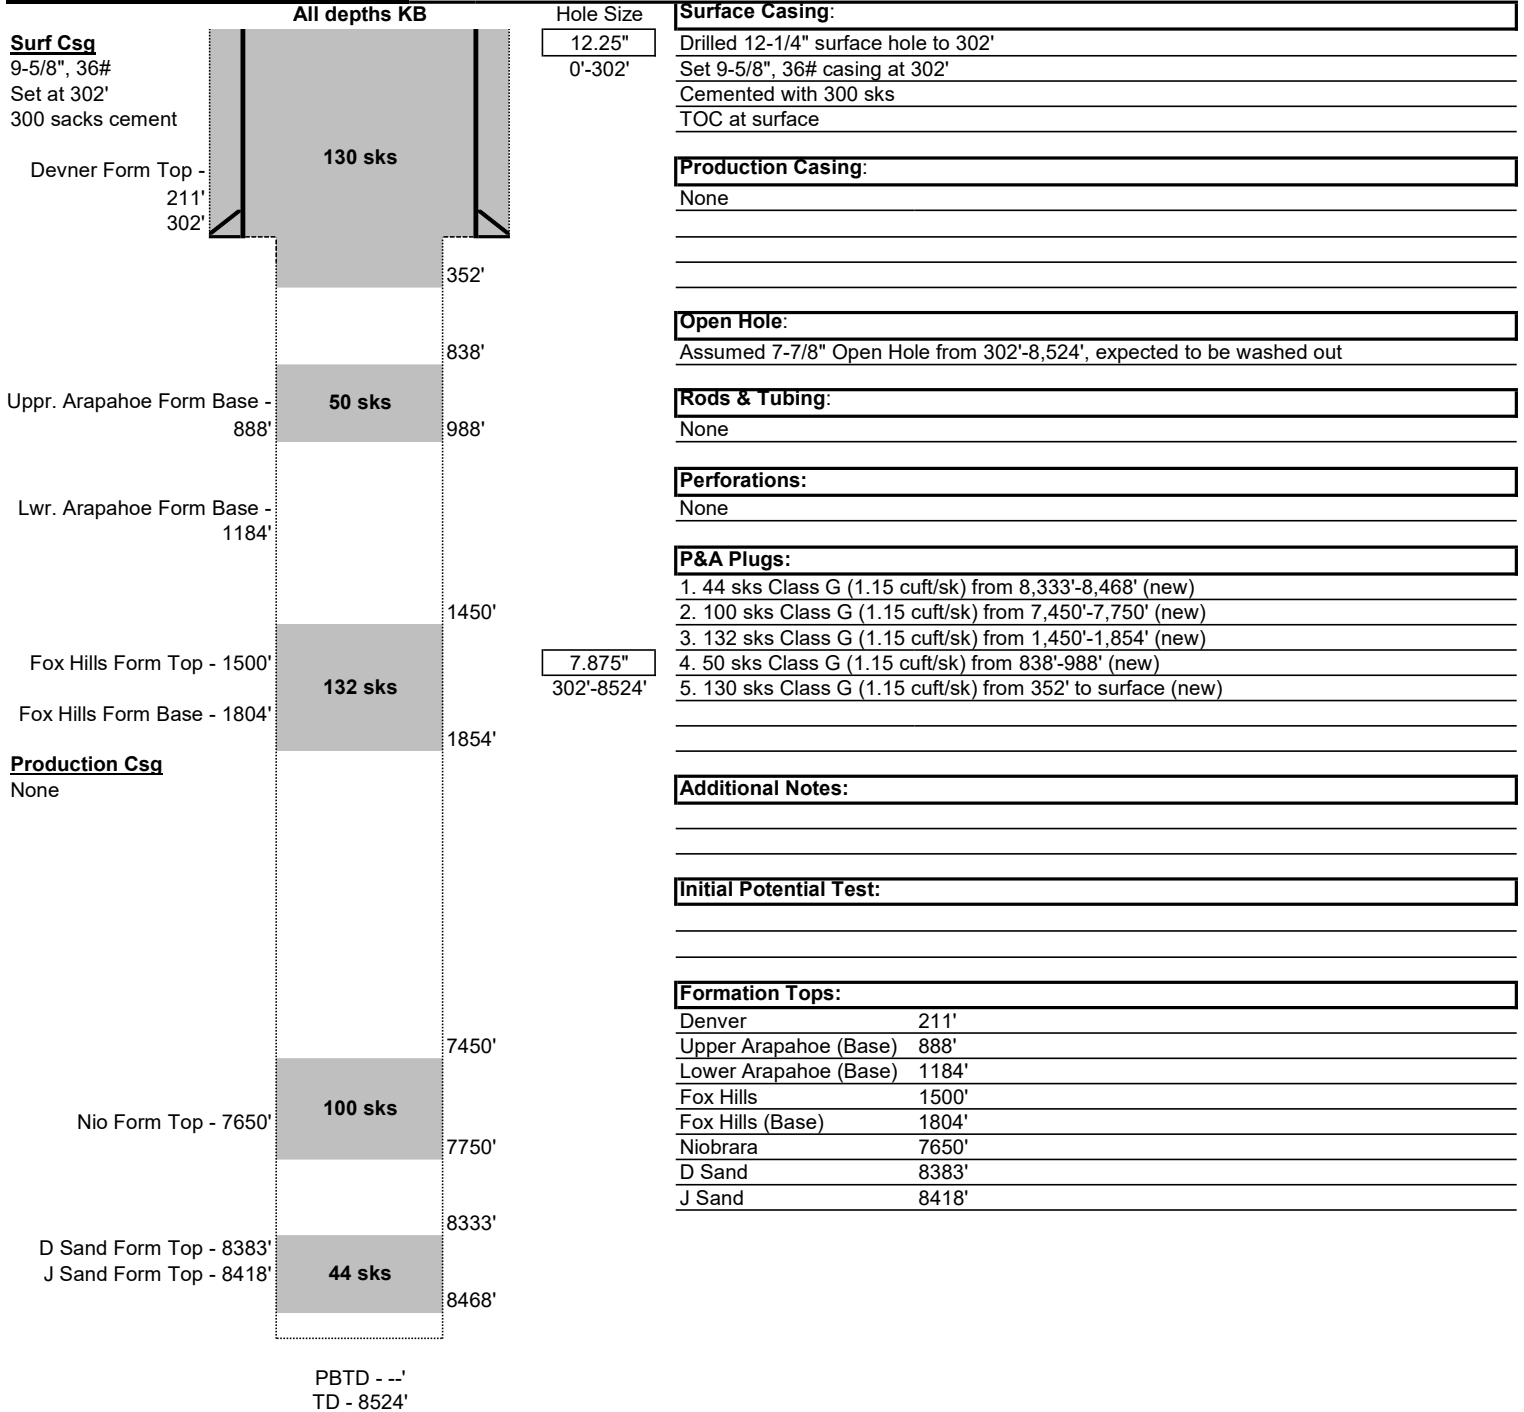 All depths KB
Hole Size
Surf Csg
9-5/8", 36#
Set at 302'
300 sacks cement
12.25"
0'-302'
130 sks
Devner Form Top -
211'
302'
352'
838'
Uppr. Arapahoe Form Base -
888'
50 sks
988'
Lwr. Arapahoe Form Base -
1184'
1450'
Fox Hills Form Top - 1500'
132 sks
7.875"
302'-8524'
Fox Hills Form Base - 1804'
1854'
Production Csg
None
7450'
100 sks
Nio Form Top - 7650'
7750'
8333'
D Sand Form Top - 8383'
J Sand Form Top - 8418'
44 sks
8468'
PBTD - --'
TD - 8524'
Surface Casing:
Drilled 12-1/4" surface hole to 302'
Set 9-5/8", 36# casing at 302'
Cemented with 300 sks
TOC at surface
Production Casing:
None
Open Hole:
Assumed 7-7/8" Open Hole from 302'-8,524', expected to be washed out
Rods & Tubing:
None
Perforations:
None
P&A Plugs:
1. 44 sks Class G (1.15 cuft/sk) from 8,333'-8,468' (new)
2. 100 sks Class G (1.15 cuft/sk) from 7,450'-7,750' (new)
3. 132 sks Class G (1.15 cuft/sk) from 1,450'-1,854' (new)
4. 50 sks Class G (1.15 cuft/sk) from 838'-988' (new)
5. 130 sks Class G (1.15 cuft/sk) from 352' to surface (new)
Additional Notes:
Initial Potential Test:
Formation Tops:
Denver 211'
Upper Arapahoe (Base) 888'
Lower Arapahoe (Base) 1184'
Fox Hills 1500'
Fox Hills (Base) 1804'
Niobrara 7650'
D Sand 8383'
J Sand 8418'